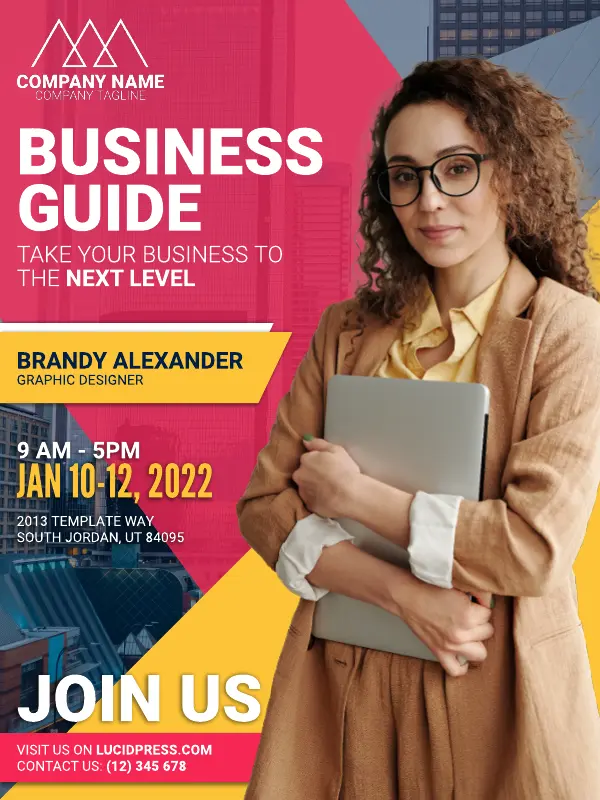 COMPANY NAME
COMPANY TAGLINE
BUSINESS
GUIDE
TAKE YOUR BUSINESS TO
THE NEXT LEVEL
BRANDY ALEXANDER
GRAPHIC DESIGNER
9 AM - 5PM
JAN 10-12, 2022
2013 TEMPLATE WAY
SOUTH JORDAN, UT 84095
JOIN US
VISIT US ON LUCIDPRESS.COM
CONTACT US: (12) 345 678